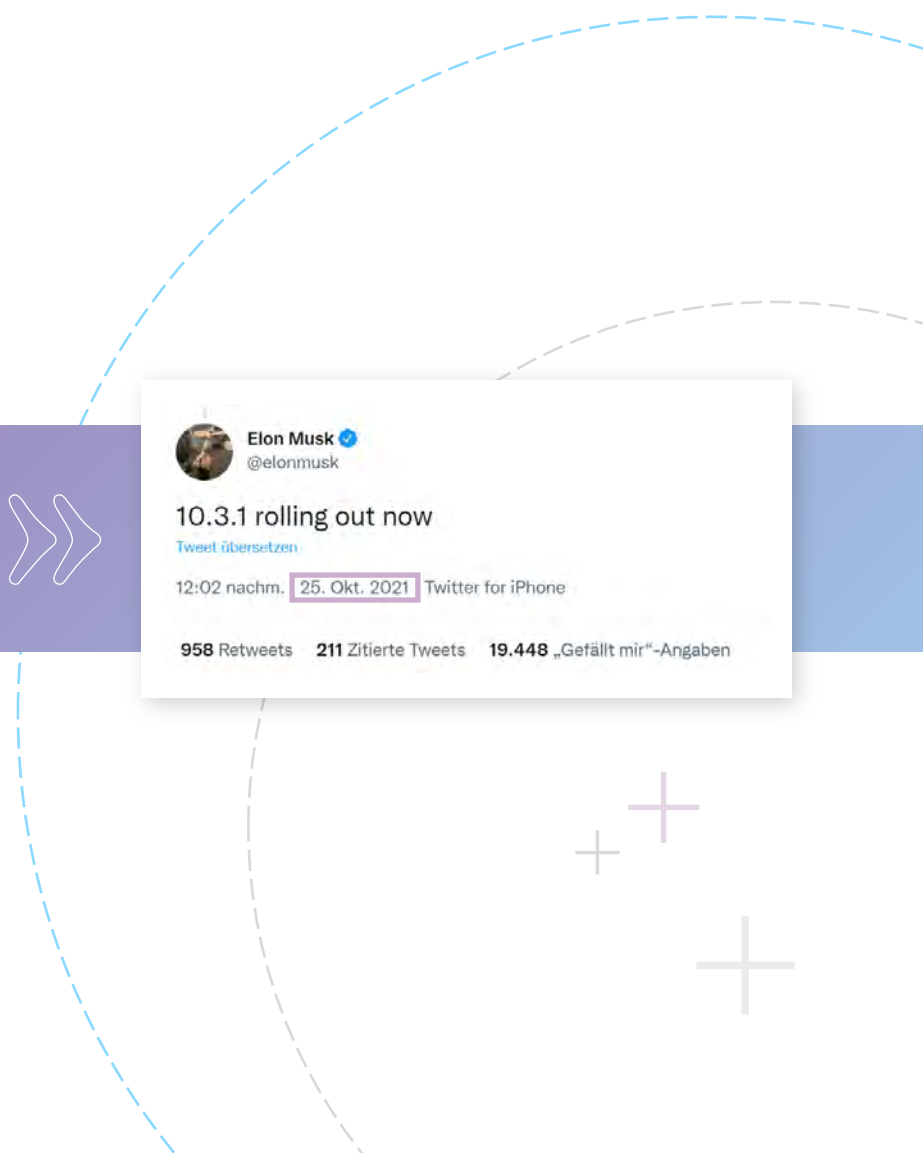 Elon Musk
@elonmusk
10.3.1 rolling out now
Tweet übersetzen
12:02 nachm. 25. Okt. 2021 Twitter for iPhone
958 Retweets 211 Zitierte Tweets 19.448 „Gefällt mir“-Angaben